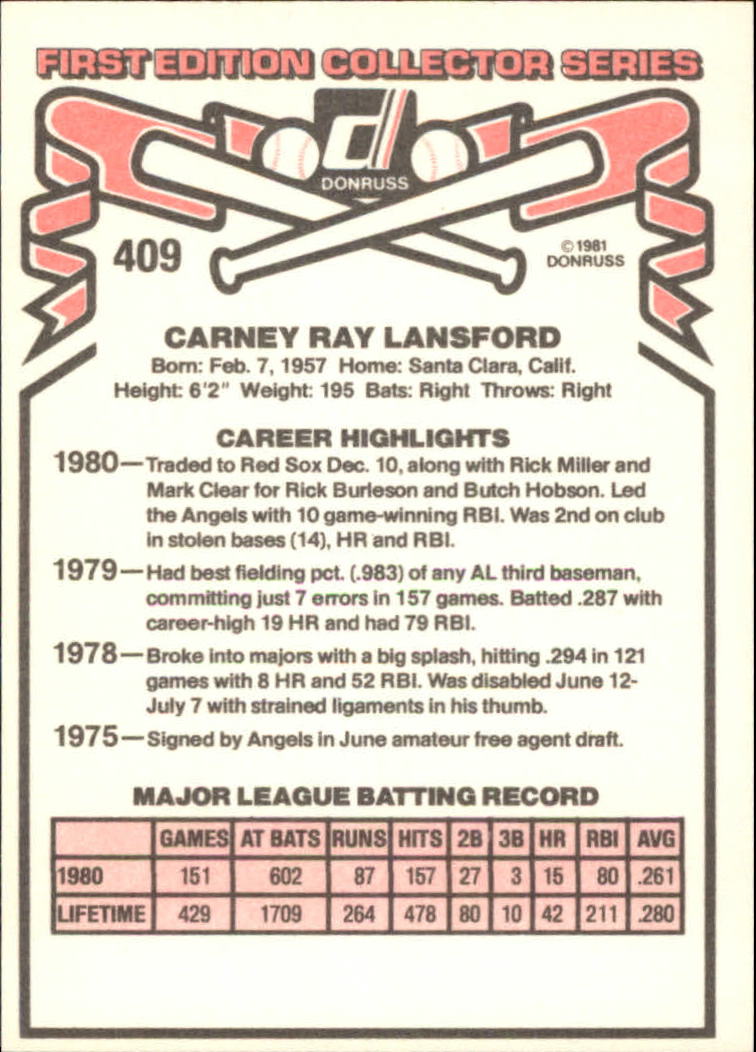 FIRST EDITION COLLECTOR SERIES
d
DONRUSS
409
© 1981
DONRUSS
CARNEY RAY LANSFORD
Born: Feb. 7, 1957 Home: Santa Clara, Calif.
Height: 6'2" Weight: 195 Bats: Right Throws: Right
CAREER HIGHLIGHTS
1980—Traded to Red Sox Dec. 10, along with Rick Miller and
Mark Clear for Rick Burleson and Butch Hobson. Led
the Angels with 10 game-winning RBI. Was 2nd on club
in stolen bases (14), HR and RBI.
1979—Had best fielding pct. (.983) of any AL third baseman,
committing just 7 errors in 157 games. Batted .287 with
career-high 19 HR and had 79 RBI.
1978—Broke into majors with a big splash, hitting .294 in 121
games with 8 HR and 52 RBI. Was disabled June 12-
July 7 with strained ligaments in his thumb.
1975—Signed by Angels in June amateur free agent draft.
MAJOR LEAGUE BATTING RECORD
GAMES AT BATS RUNS HITS 2B 3B HR RBI AVG
1980 151 602 87 157 27 3 15 80 .261
LIFETIME 429 1709 264 478 80 10 42 211 .280